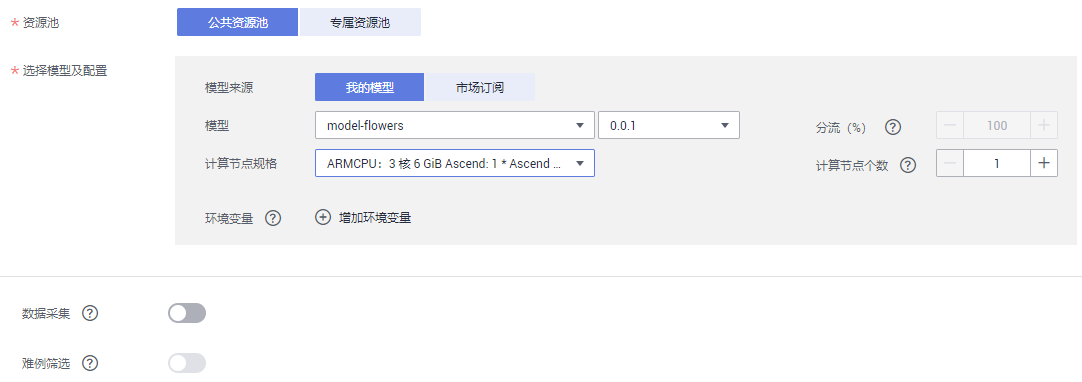 * 资源池 公共资源池 专属资源池
* 选择模型及配置
模型来源 我的模型 市场订阅
模型 model-flowers 0.0.1 分流（%） ? 100
计算节点规格 ARMCPU：3 核 6 GiB Ascend: 1 * Ascend ... 计算节点个数 ? 1 +
环境变量 ? 增加环境变量
数据采集 ?
难例筛选 ?